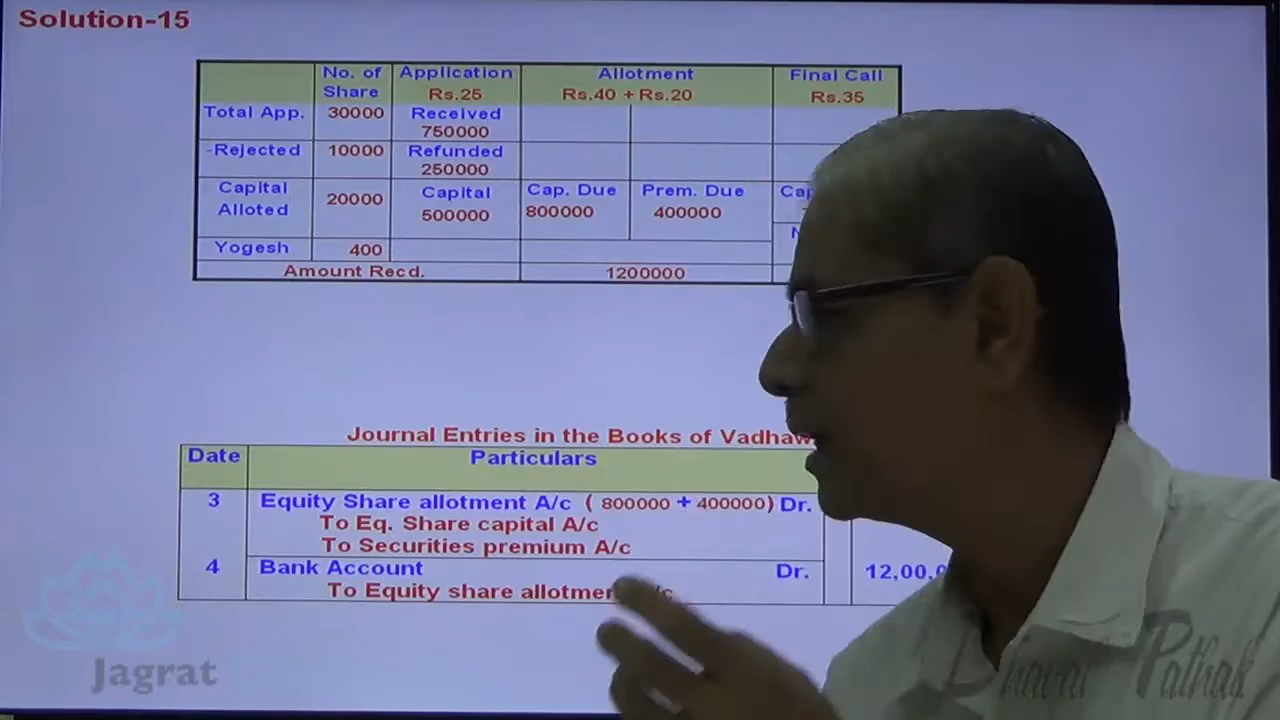 Solution-15
No. of Share Application Rs.25 Allotment Rs.40 + Rs.20 Final Call Rs.35
Total App. 30000 Received 750000
-Rejected 10000 Refunded 250000
Capital Alloted 20000 Capital 500000 Cap. Due 800000 Prem. Due 400000
Yogesh 400
Amount Recd. 1200000
Journal Entries in the Books of
Date Particulars
3 Equity Share allotment A/c ( 800000 + 400000) Dr.
To Eq. Share capital A/c
To Securities premium A/c
4 Bank Account Dr.
To Equity share
Jagrat
Pathak